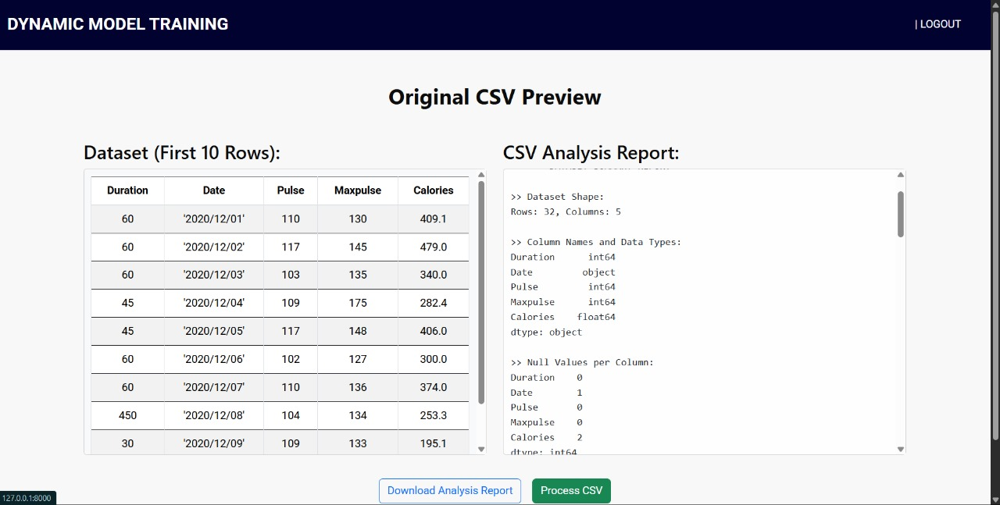 DYNAMIC MODEL TRAINING
| LOGOUT
Original CSV Preview
Dataset (First 10 Rows):
Duration Date Pulse Maxpulse Calories
60 '2020/12/01' 110 130 409.1
60 '2020/12/02' 117 145 479.0
60 '2020/12/03' 103 135 340.0
45 '2020/12/04' 109 175 282.4
45 '2020/12/05' 117 148 406.0
60 '2020/12/06' 102 127 300.0
60 '2020/12/07' 110 136 374.0
450 '2020/12/08' 104 134 253.3
30 '2020/12/09' 109 133 195.1
CSV Analysis Report:
>> Dataset Shape:
Rows: 32, Columns: 5
>> Column Names and Data Types:
Duration int64
Date object
Pulse int64
Maxpulse int64
Calories float64
dtype: object
>> Null Values per Column:
Duration 0
Date 1
Pulse 0
Maxpulse 0
Calories 2
dtype: int64
Download Analysis Report
Process CSV
127.0.0.1:8000